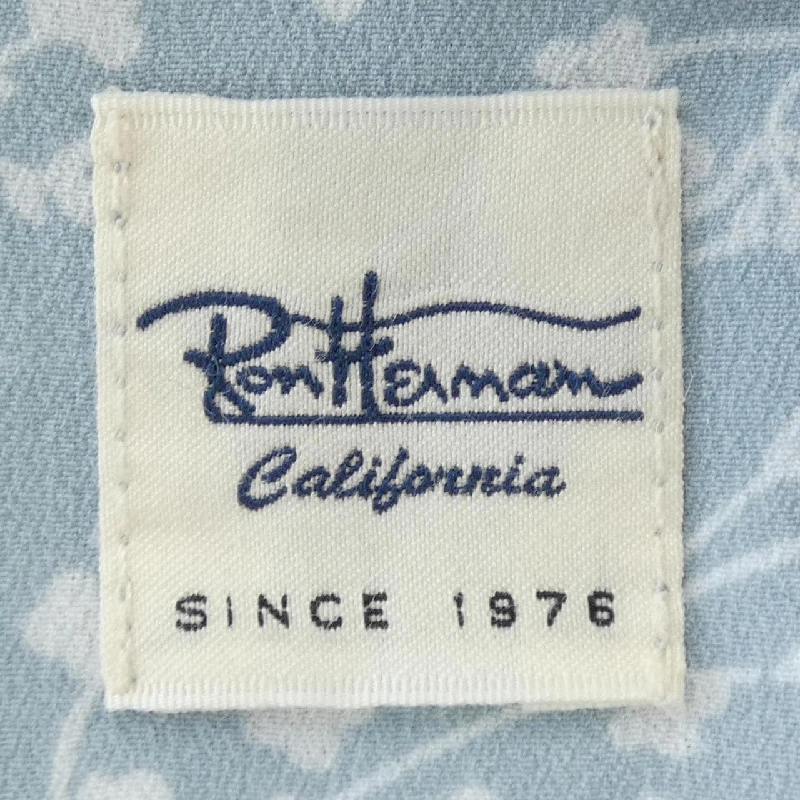 Ron Herman
California
SINCE 1976